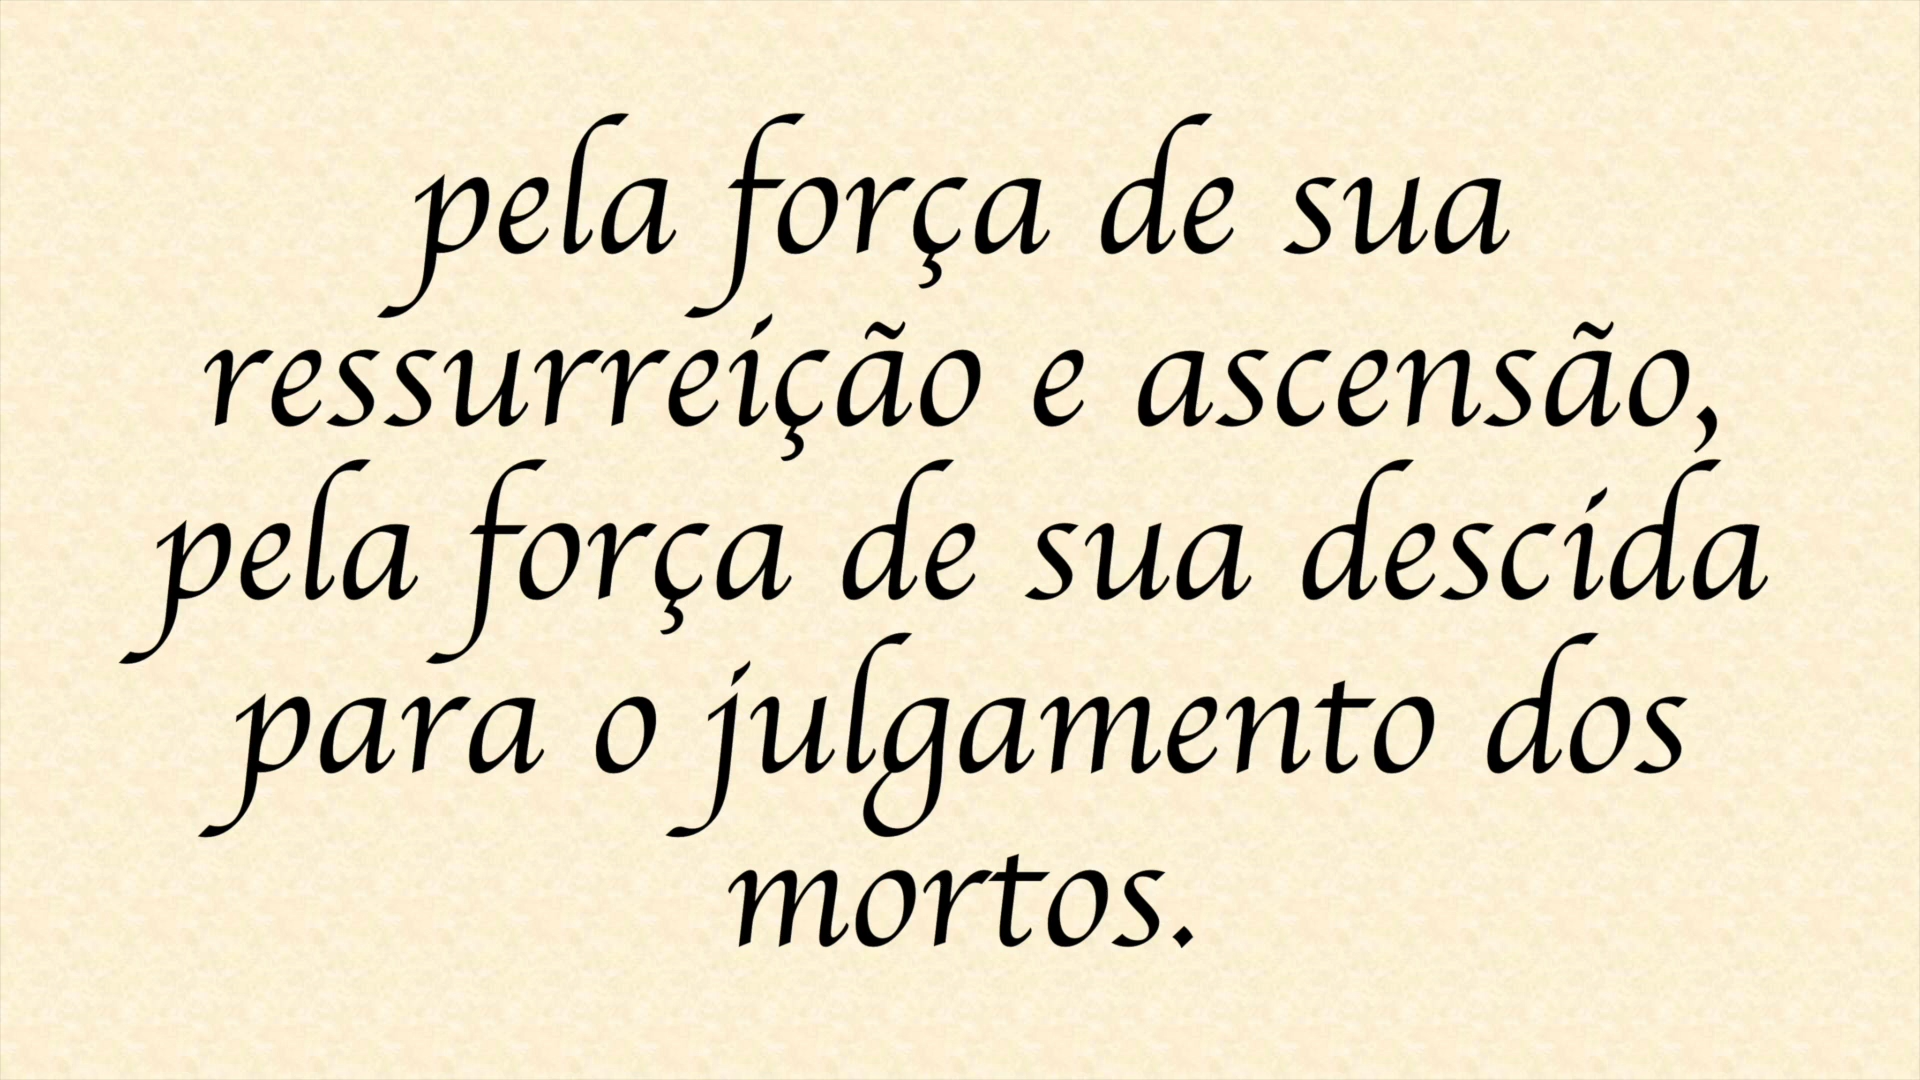 pela força de sua
ressurreição e ascensão,
pela força de sua descida
para o julgamento dos
mortos.